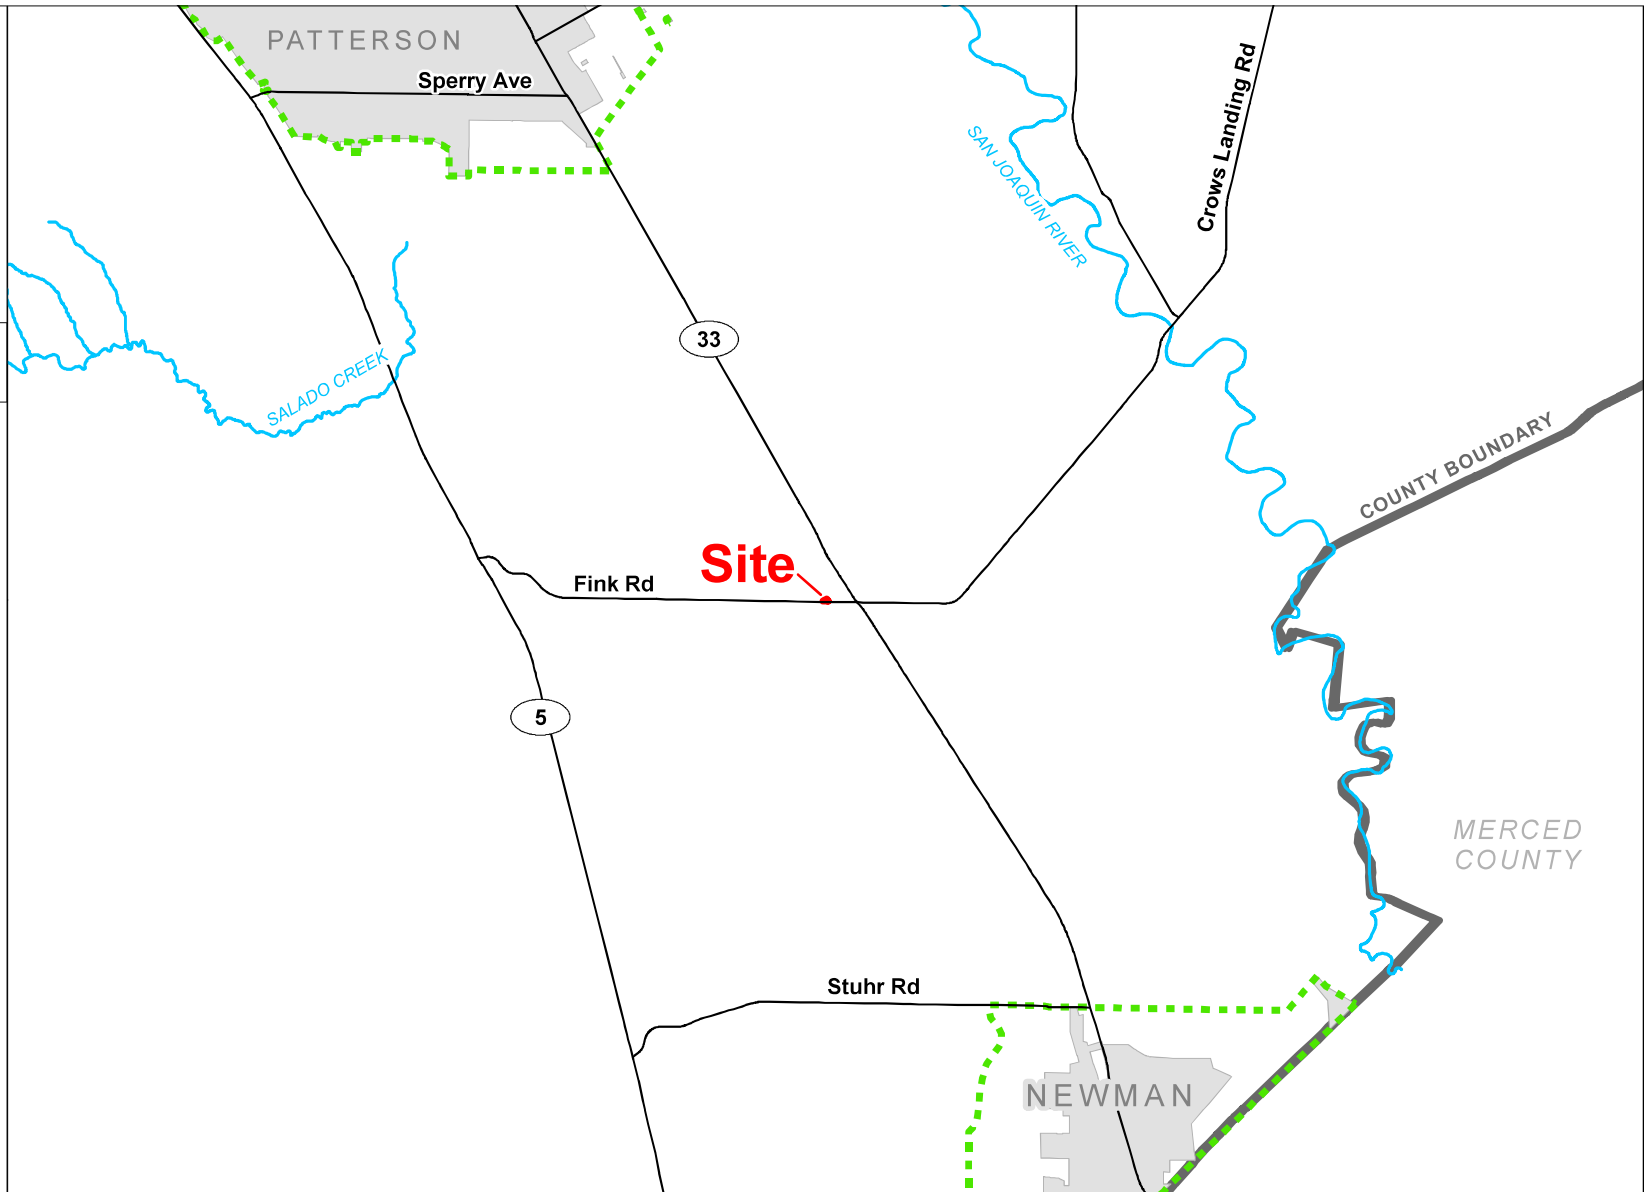 PATTERSON
Sperry Ave
Crows Landing Rd
SAN JOAQUIN RIVER
33
SALADO CREEK
COUNTY BOUNDARY
Site
Fink Rd
5
MERCED
COUNTY
Stuhr Rd
NEWMAN